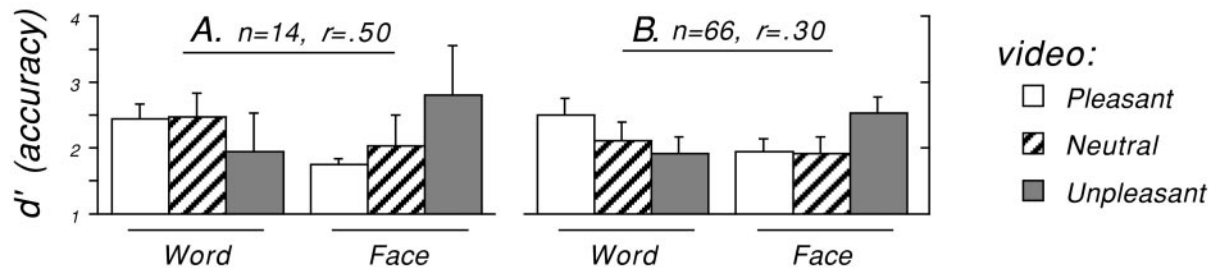 d' (accuracy)
4
3
2
1
A. n=14, r=.50
B. n=66, r=.30
Word
Face
Word
Face
video:
Pleasant
Neutral
Unpleasant